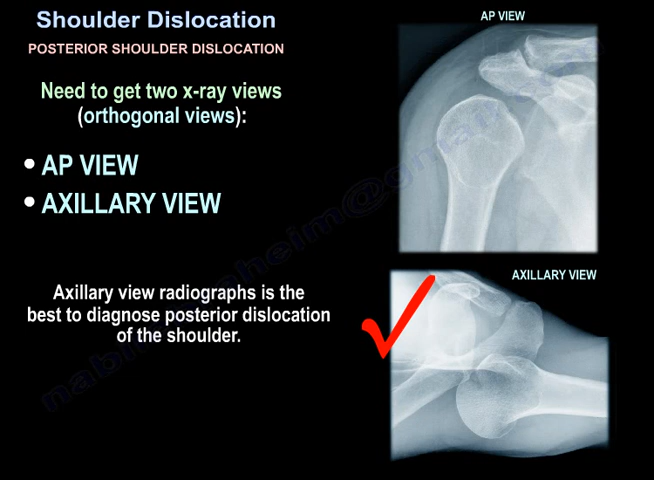 Shoulder Dislocation
POSTERIOR SHOULDER DISLOCATION
Need to get two x-ray views
(orthogonal views):
• AP VIEW
• AXILLARY VIEW
Axillary view radiographs is the
best to diagnose posterior dislocation
of the shoulder.
AP VIEW
AXILLARY VIEW